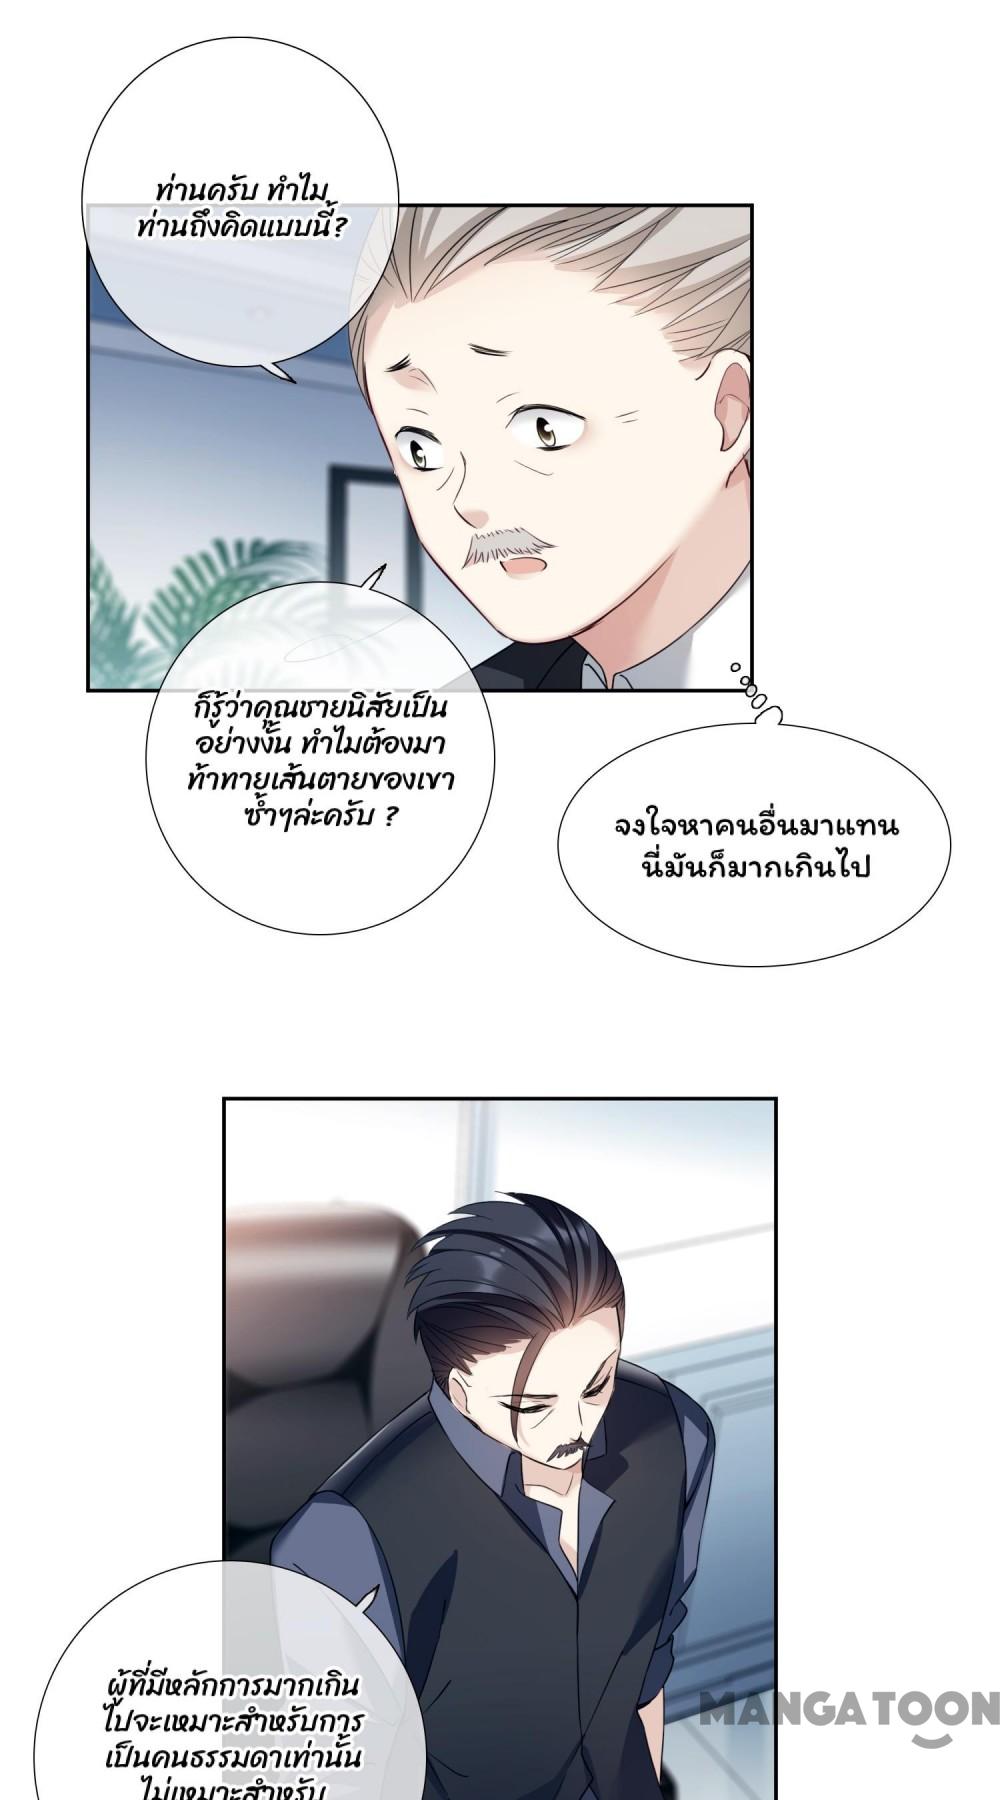 ท่านครับ ทำไม
ท่านถึงคิดแบบนี้?
ก็รู้ว่าคุณชายนิสัยเป็น
อย่างงั้น ทำไมต้องมา
ท้าทายเส้นตายของเขา
ซ้ำๆล่ะครับ ?
จงใจหาคนอื่นมาแทน
นี่มันก็มากเกินไป
ผู้ที่มีหลักการมากเกิน
ไปจะเหมาะสำหรับการ
เป็นคนธรรมดาเท่านั้น
ไม่เหมาะสำหรับ
MANGATOON